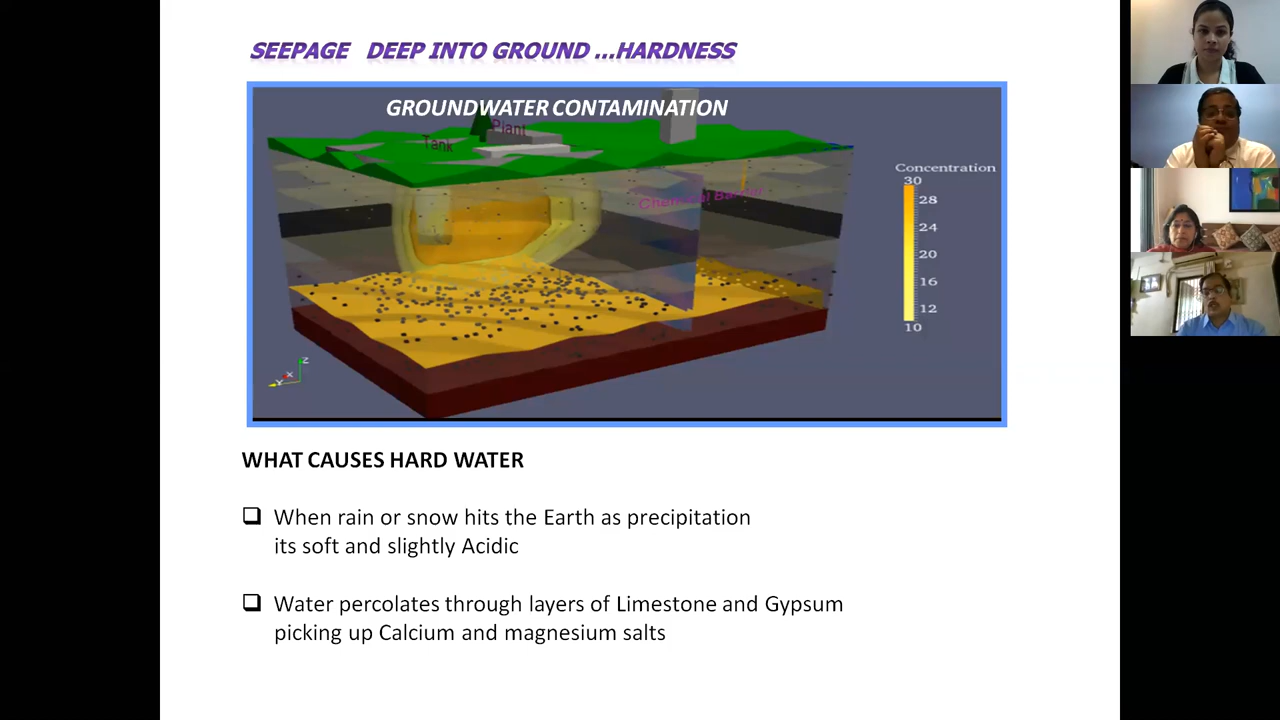 SEEPAGE DEEP INTO GROUND ...HARDNESS
GROUNDWATER CONTAMINATION
Plant
Tank
Concentration
30
28
24
20
16
12
10
Z
X
Y
WHAT CAUSES HARD WATER
When rain or snow hits the Earth as precipitation
its soft and slightly Acidic
Water percolates through layers of Limestone and Gypsum
picking up Calcium and magnesium salts